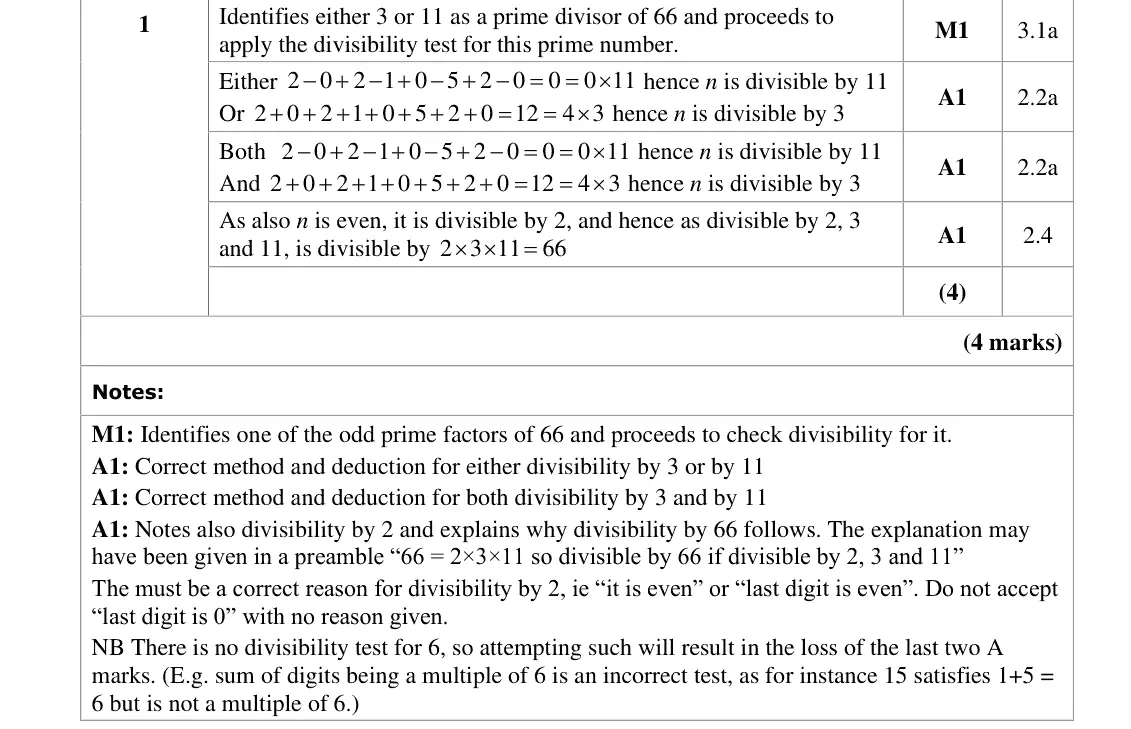 1
Identifies either 3 or 11 as a prime divisor of 66 and proceeds to
apply the divisibility test for this prime number.
M1
3.1a
Either 2−0+2−1+0−5+2−0=0=0×11 hence n is divisible by 11
Or 2+0+2+1+0+5+2+0=12=4×3 hence n is divisible by 3
A1
2.2a
Both 2−0+2−1+0−5+2−0=0=0×11 hence n is divisible by 11
And 2+0+2+1+0+5+2+0=12=4×3 hence n is divisible by 3
A1
2.2a
As also n is even, it is divisible by 2, and hence as divisible by 2, 3
and 11, is divisible by 2×3×11=66
A1
2.4
(4)
(4 marks)
Notes:
M1: Identifies one of the odd prime factors of 66 and proceeds to check divisibility for it.
A1: Correct method and deduction for either divisibility by 3 or by 11
A1: Correct method and deduction for both divisibility by 3 and by 11
A1: Notes also divisibility by 2 and explains why divisibility by 66 follows. The explanation may
have been given in a preamble “66 = 2×3×11 so divisible by 66 if divisible by 2, 3 and 11”
The must be a correct reason for divisibility by 2, ie “it is even” or “last digit is even”. Do not accept
“last digit is 0” with no reason given.
NB There is no divisibility test for 6, so attempting such will result in the loss of the last two A
marks. (E.g. sum of digits being a multiple of 6 is an incorrect test, as for instance 15 satisfies 1+5 =
6 but is not a multiple of 6.)